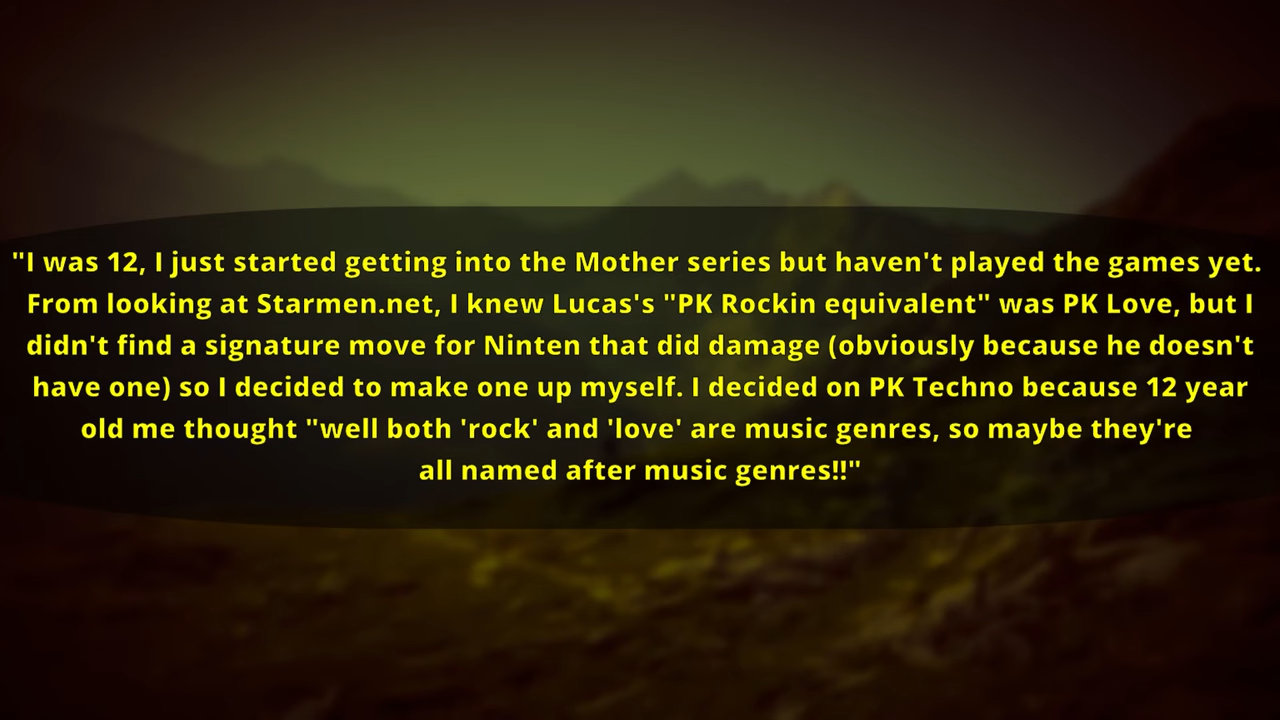 "I was 12, I just started getting into the Mother series but haven't played the games yet.
From looking at Starmen.net, I knew Lucas's "PK Rockin equivalent" was PK Love, but I
didn't find a signature move for Ninten that did damage (obviously because he doesn't
have one) so I decided to make one up myself. I decided on PK Techno because 12 year
old me thought "well both 'rock' and 'love' are music genres, so maybe they're
all named after music genres!!"